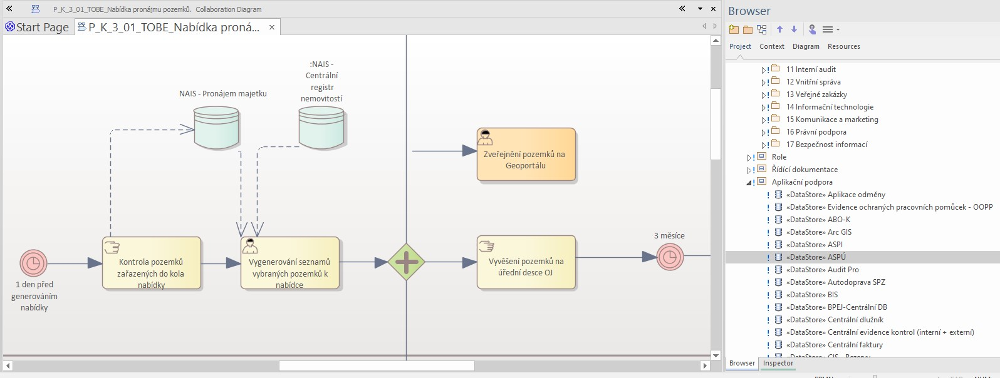 P_K_3_01_TOBE_Nabídka pronájmu pozemků. Collaboration Diagram
Start Page
P_K_3_01_TOBE_Nabídka proná...
:NAIS -
Centrální
registr
nemovitostí
NAIS - Pronájem majetku
Zveřejnění pozemků na
Geoportálu
1 den před
generováním
nabídky
Kontrola pozemků
zařazených do kola
nabídky
Vygenerování seznamů
vybraných pozemků k
nabídce
Vyvěšení pozemků na
úřední desce OJ
3 měsíce
Browser
Project Context Diagram Resources
11 Interní audit
12 Vnitřní správa
13 Veřejné zakázky
14 Informační technologie
15 Komunikace a marketing
16 Právní podpora
17 Bezpečnost informací
Role
Řídící dokumentace
Aplikační podpora
«DataStore» Aplikace odměny
«DataStore» Evidence ochraných pracovních pomůcek - OOPP
«DataStore» ABO-K
«DataStore» Arc GIS
«DataStore» ASPI
«DataStore» ASPÚ
«DataStore» Audit Pro
«DataStore» Autodoprava SPZ
«DataStore» BIS
«DataStore» BPEJ-Centrální DB
«DataStore» Centrální dlužník
«DataStore» Centrální evidence kontrol (interní + externí)
«DataStore» Centrální faktury
Browser Inspector